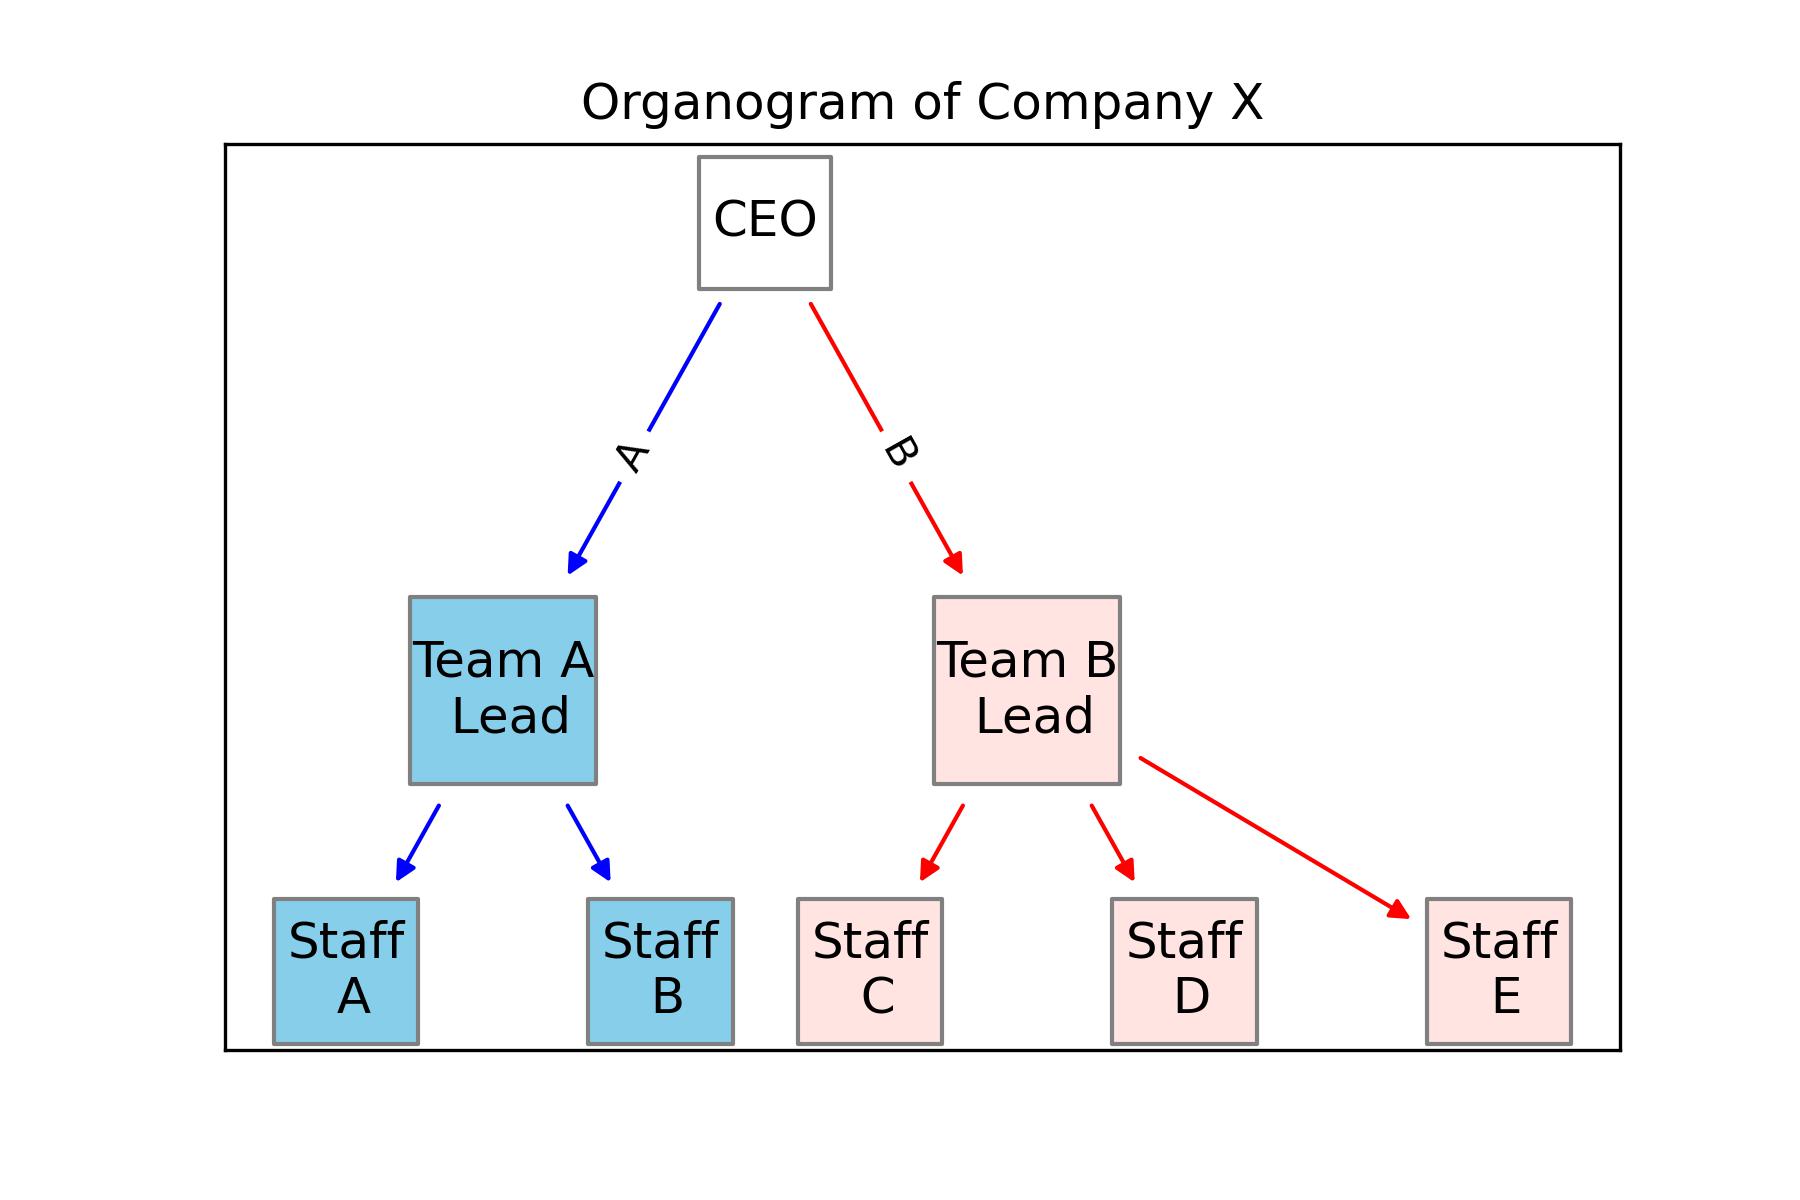 Organogram of Company X
CEO
A
B
Team A
Lead
Team B
Lead
Staff
A
Staff
B
Staff
C
Staff
D
Staff
E